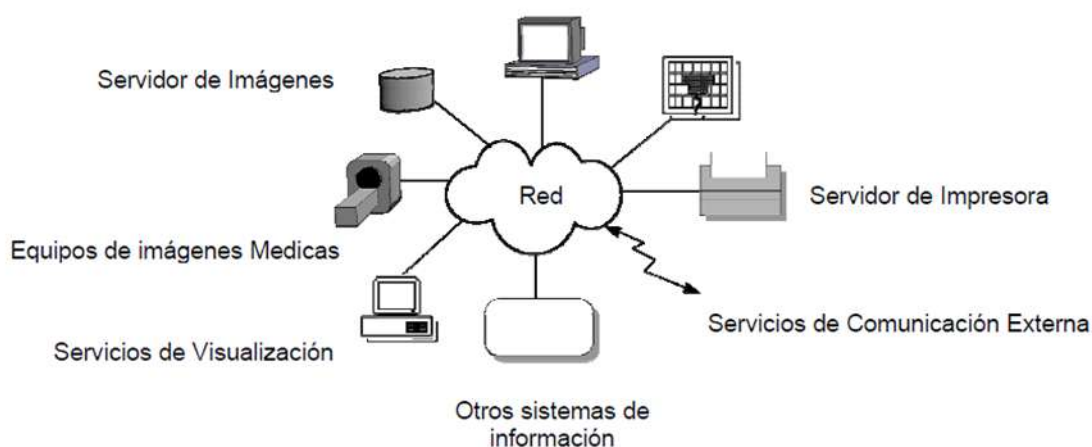 Servidor de Imágenes
Red
Servidor de Impresora
Equipos de imágenes Medicas
Servicios de Comunicación Externa
Servicios de Visualización
Otros sistemas de
información